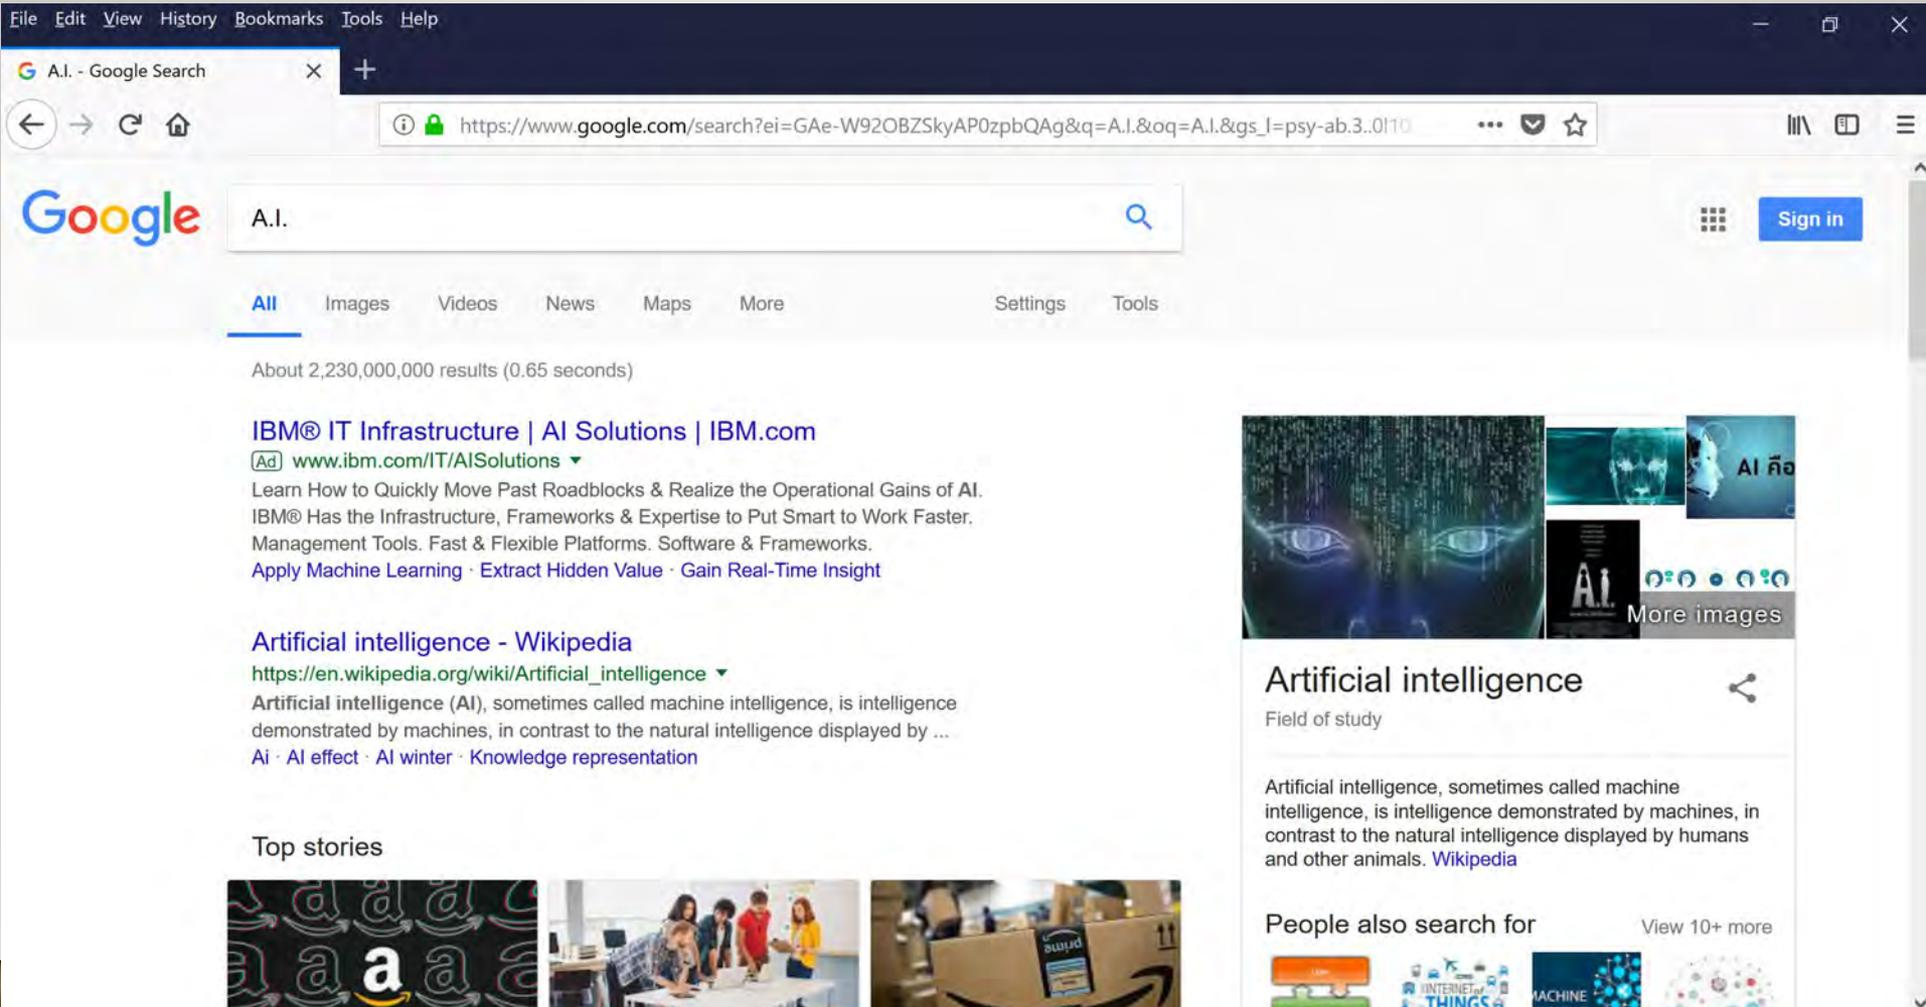 File Edit View History Bookmarks Tools Help
A.I. - Google Search
https://www.google.com/search?ei=GAe-W92OBZSkyAP0zpbQAg&q=A.I.&oq=A.I.&gs_l=psy-ab.3..0l10
Google
A.I.
Sign in
All Images Videos News Maps More Settings Tools
About 2,230,000,000 results (0.65 seconds)
IBM® IT Infrastructure | AI Solutions | IBM.com
Ad www.ibm.com/IT/AISolutions
Learn How to Quickly Move Past Roadblocks & Realize the Operational Gains of AI.
IBM® Has the Infrastructure, Frameworks & Expertise to Put Smart to Work Faster.
Management Tools. Fast & Flexible Platforms. Software & Frameworks.
Apply Machine Learning · Extract Hidden Value · Gain Real-Time Insight
Artificial intelligence - Wikipedia
https://en.wikipedia.org/wiki/Artificial_intelligence
Artificial intelligence (AI), sometimes called machine intelligence, is intelligence
demonstrated by machines, in contrast to the natural intelligence displayed by ...
Ai · AI effect · AI winter · Knowledge representation
Top stories
a
prime
AI คือ
A.I.
More images
Artificial intelligence
Field of study
Artificial intelligence, sometimes called machine
intelligence, is intelligence demonstrated by machines, in
contrast to the natural intelligence displayed by humans
and other animals. Wikipedia
People also search for
View 10+ more
INTERNET of
THINGS
MACHINE